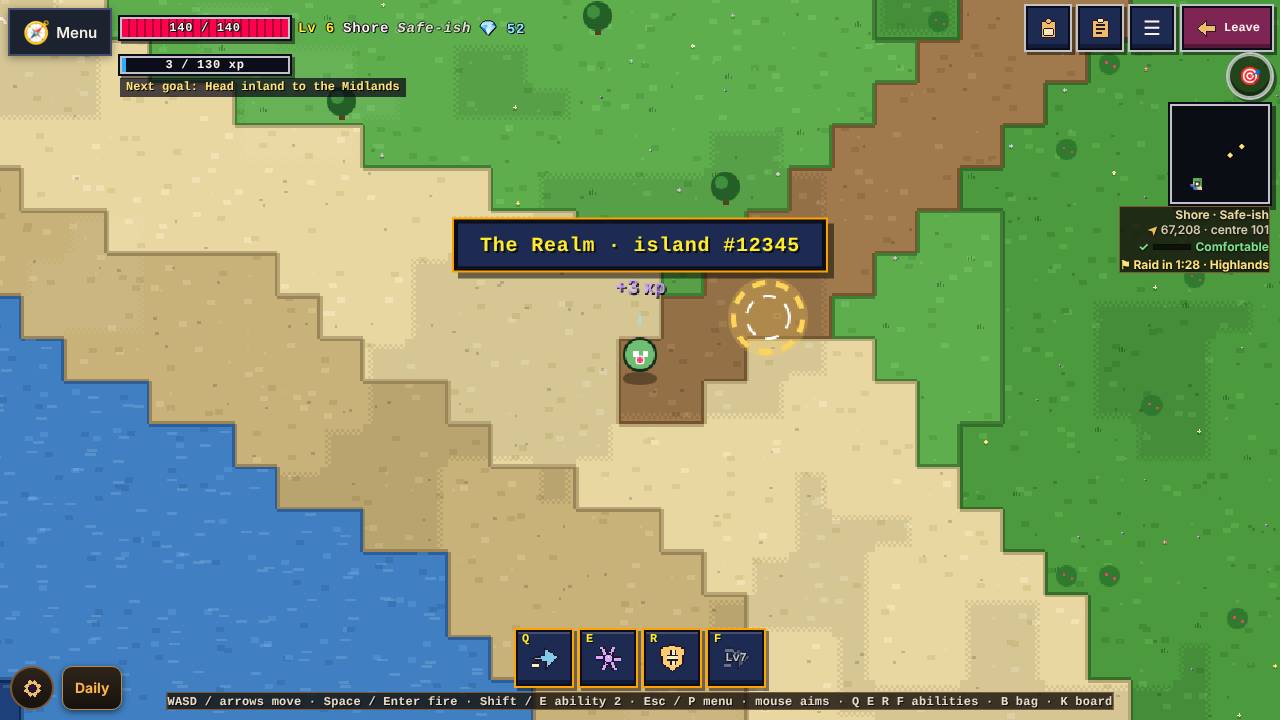 Menu
140 / 140
Lv 6 Shore Safe-ish 52
3 / 130 xp
Next goal: Head inland to the Midlands
Leave
Shore · Safe-ish
67,208 · centre 101
Comfortable
Raid in 1:28 · Highlands
The Realm · island #12345
+3 xp
Q
E
R
F
Lv7
Daily
WASD / arrows move · Space / Enter fire · Shift / E ability 2 · Esc / P menu · mouse aims · Q E R F abilities · B bag · K board